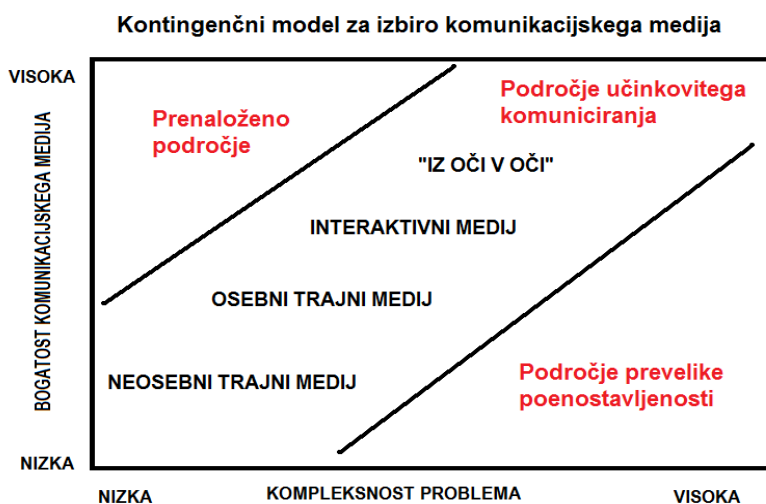 Kontingenčni model za izbiro komunikacijskega medija
VISOKA
BOGATOST KOMUNIKACIJSKEGA MEDIJA
NIZKA
Prenaloženo
področje
Področje učinkovitega
komuniciranja
"IZ OČI V OČI"
INTERAKTIVNI MEDIJ
OSEBNI TRAJNI MEDIJ
NEOSEBNI TRAJNI MEDIJ
Področje prevelike
poenostavljenosti
NIZKA
KOMPLEKSNOST PROBLEMA
VISOKA